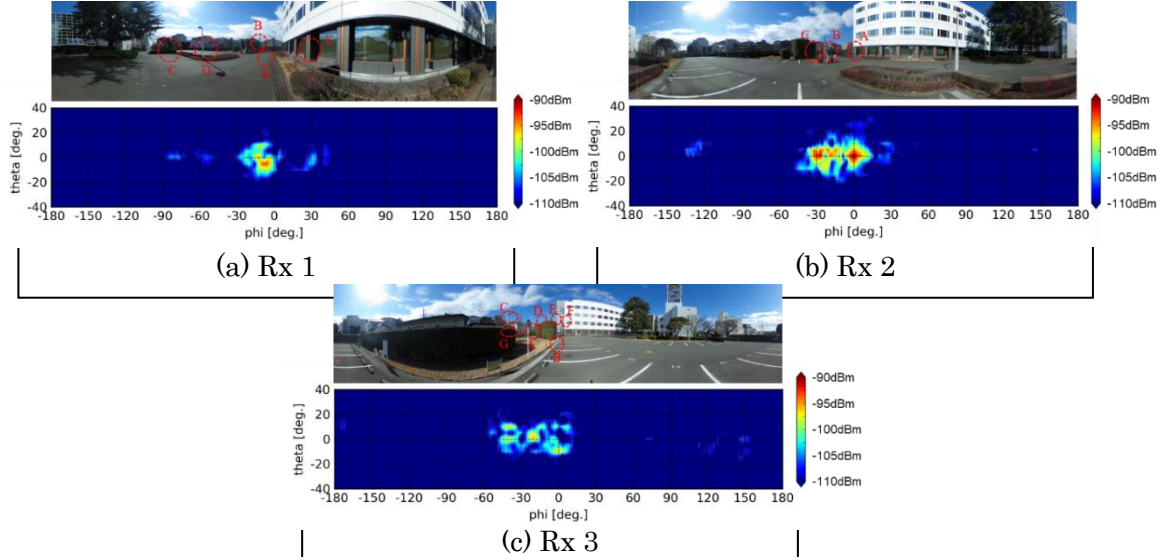 B
C D A E
-90dBm
-95dBm
-100dBm
-105dBm
-110dBm
theta [deg.]
40
20
0
-20
-40
-180 -150 -120 -90 -60 -30 0 30 60 90 120 150 180
phi [deg.]
(a) Rx 1
C B A
-90dBm
-95dBm
-100dBm
-105dBm
-110dBm
theta [deg.]
40
20
0
-20
-40
-180 -150 -120 -90 -60 -30 0 30 60 90 120 150 180
phi [deg.]
(b) Rx 2
C D E F
G A B
-90dBm
-95dBm
-100dBm
-105dBm
-110dBm
theta [deg.]
40
20
0
-20
-40
-180 -150 -120 -90 -60 -30 0 30 60 90 120 150 180
phi [deg.]
(c) Rx 3